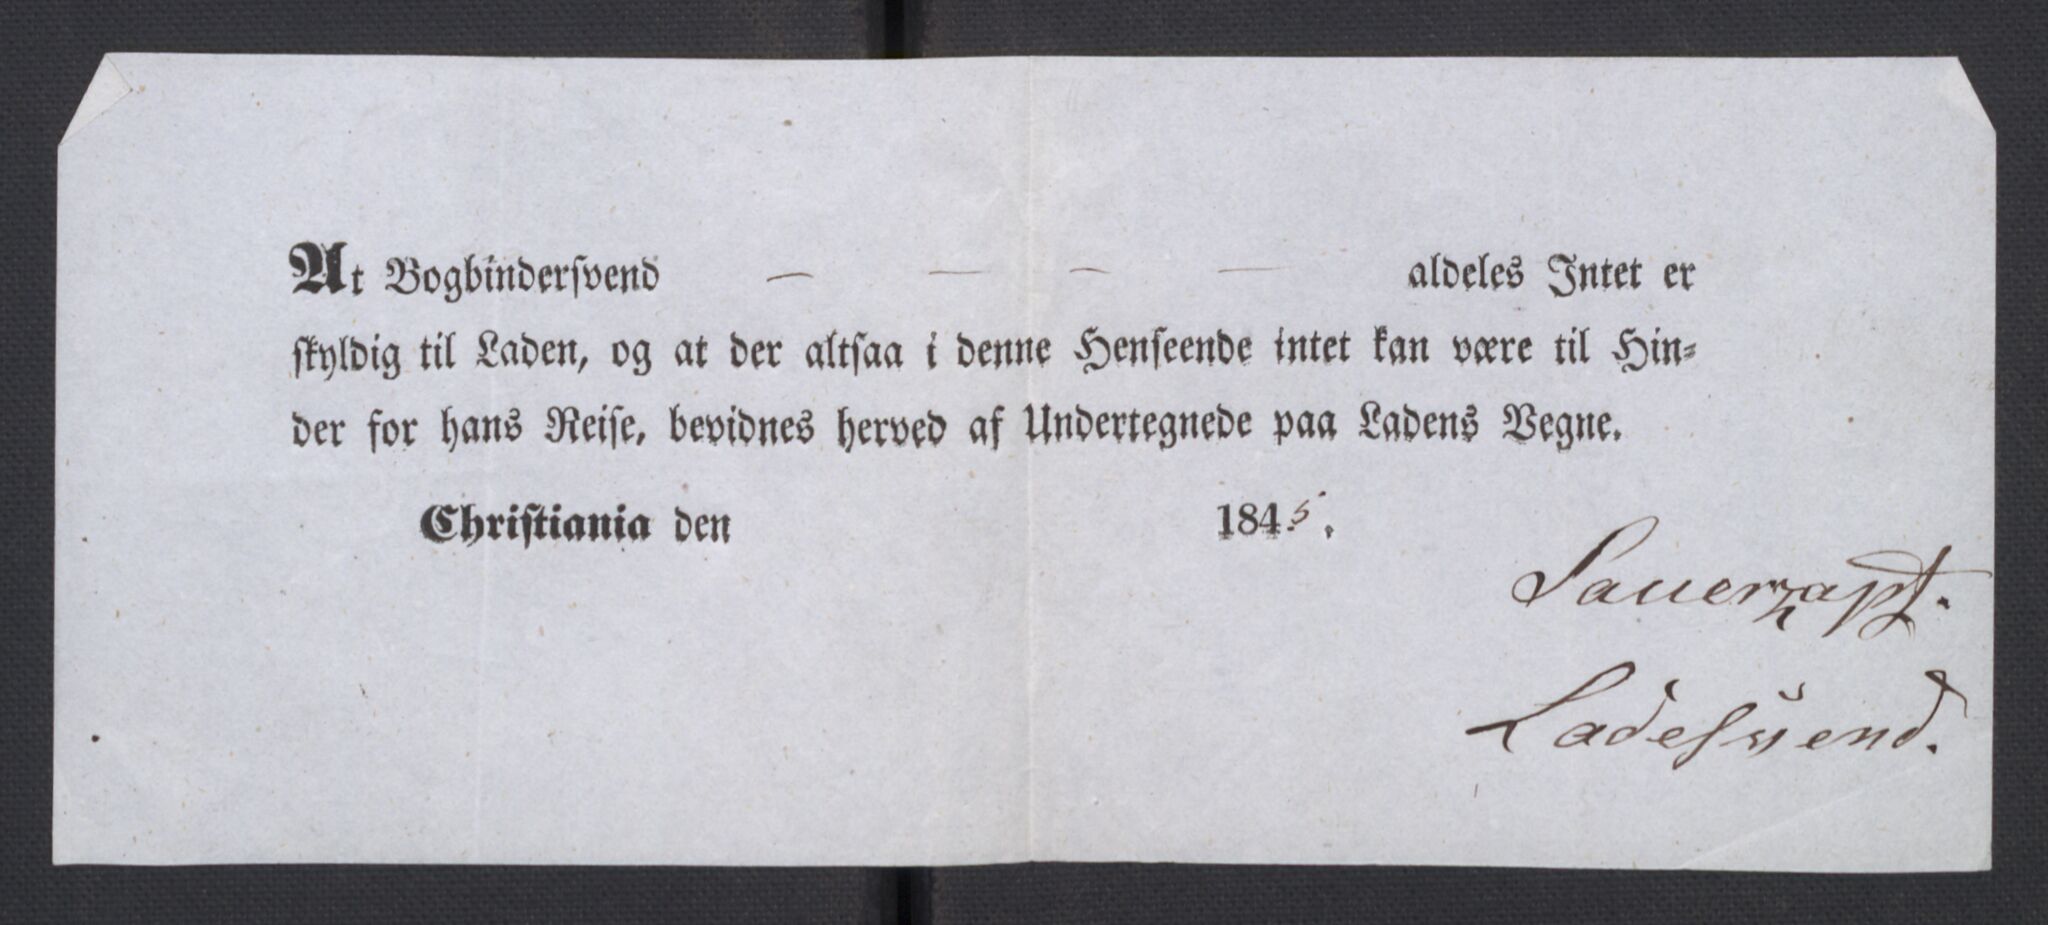 At Bogbindersvend — — — — aldeles Intet er
skyldig til Laden, og at der altsaa i denne Henseende intet kan være til Hin-
der for hans Reise, bevidnes herved af Undertegnede paa Ladens Vegne.
Christiania den 1845.
Sauerzapt.
Ladesvend.